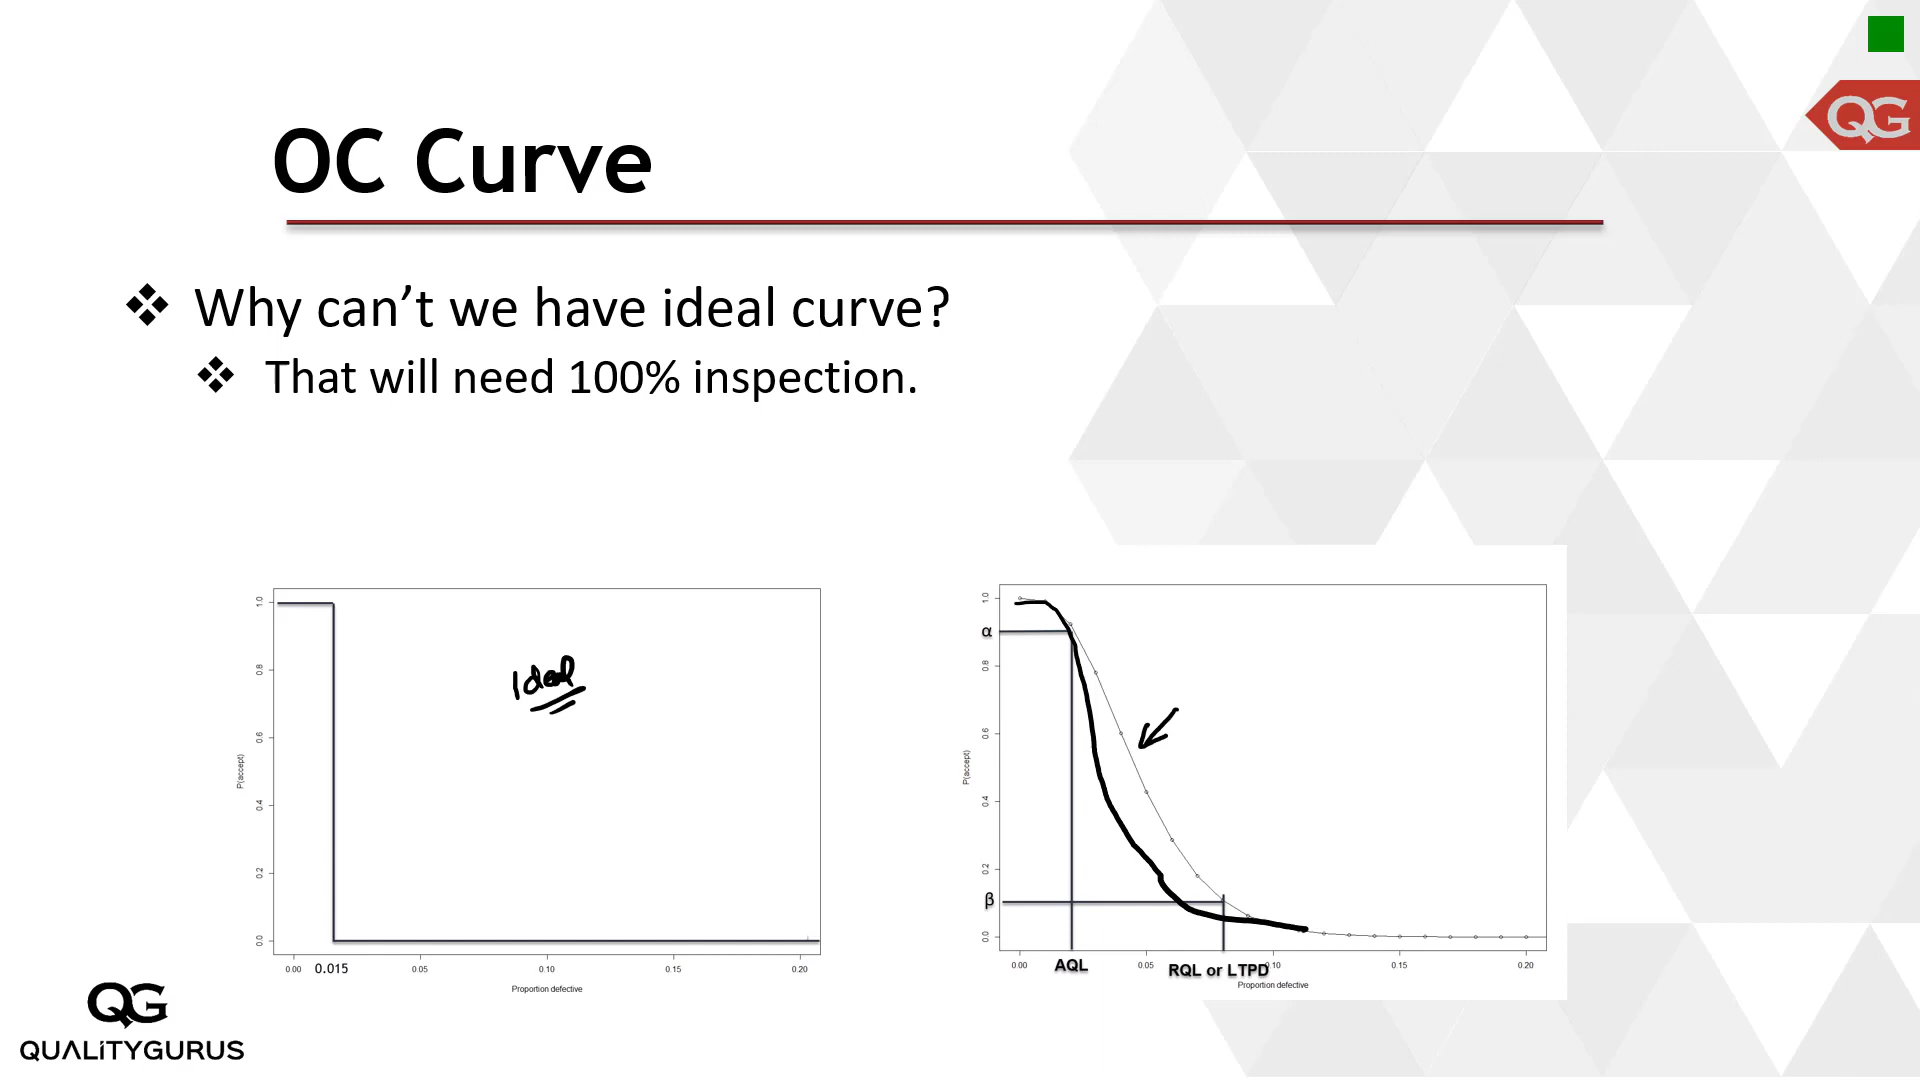 QG
OC Curve
Why can’t we have ideal curve?
That will need 100% inspection.
Ideal
P(accept)
1.0
0.8
0.6
0.4
0.2
0.0
0.00 0.015 0.05 0.10 0.15 0.20
Proportion defective
α
β
P(accept)
1.0
0.8
0.6
0.4
0.2
0.0
0.00 AQL 0.05 RQL or LTPD 0.10 0.15 0.20
Proportion defective
QG
QUALiTYGURUS